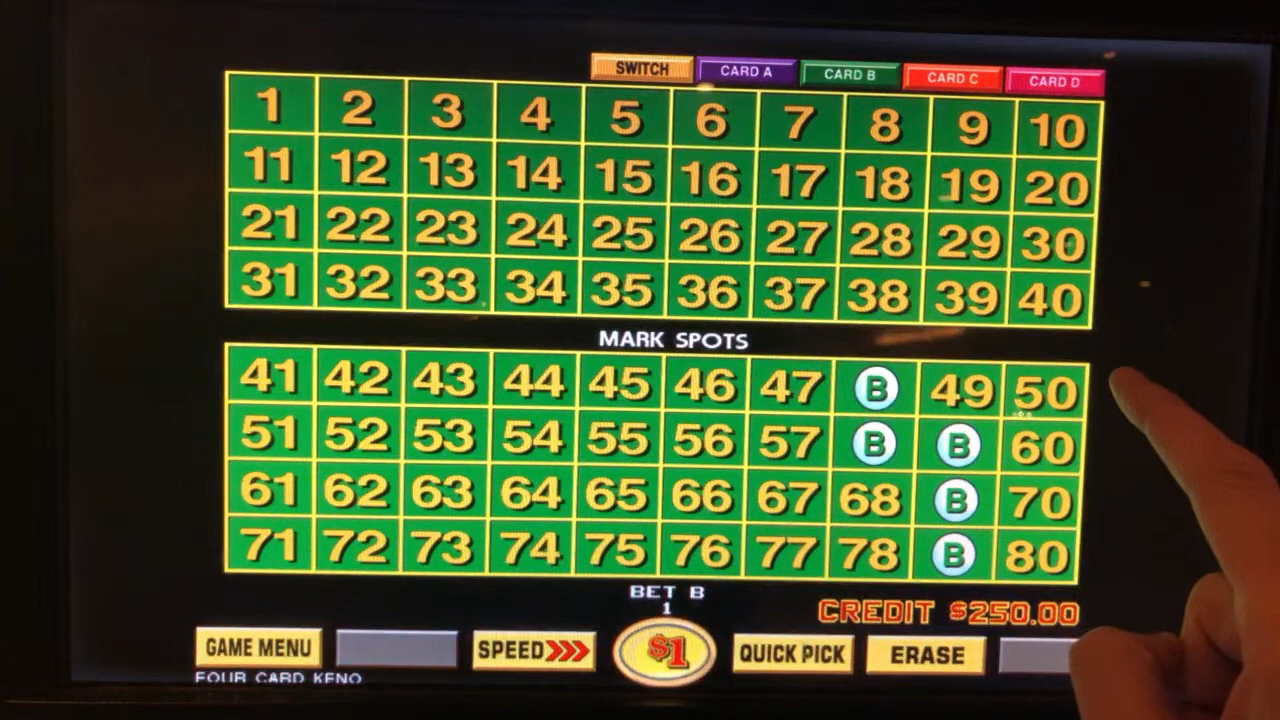 SWITCH CARD A CARD B CARD C CARD D
1 2 3 4 5 6 7 8 9 10
11 12 13 14 15 16 17 18 19 20
21 22 23 24 25 26 27 28 29 30
31 32 33 34 35 36 37 38 39 40
MARK SPOTS
41 42 43 44 45 46 47 B 49 50
51 52 53 54 55 56 57 B B 60
61 62 63 64 65 66 67 68 B 70
71 72 73 74 75 76 77 78 B 80
BET B
1
CREDIT $250.00
GAME MENU SPEED>>> $1 QUICK PICK ERASE
FOUR CARD KENO